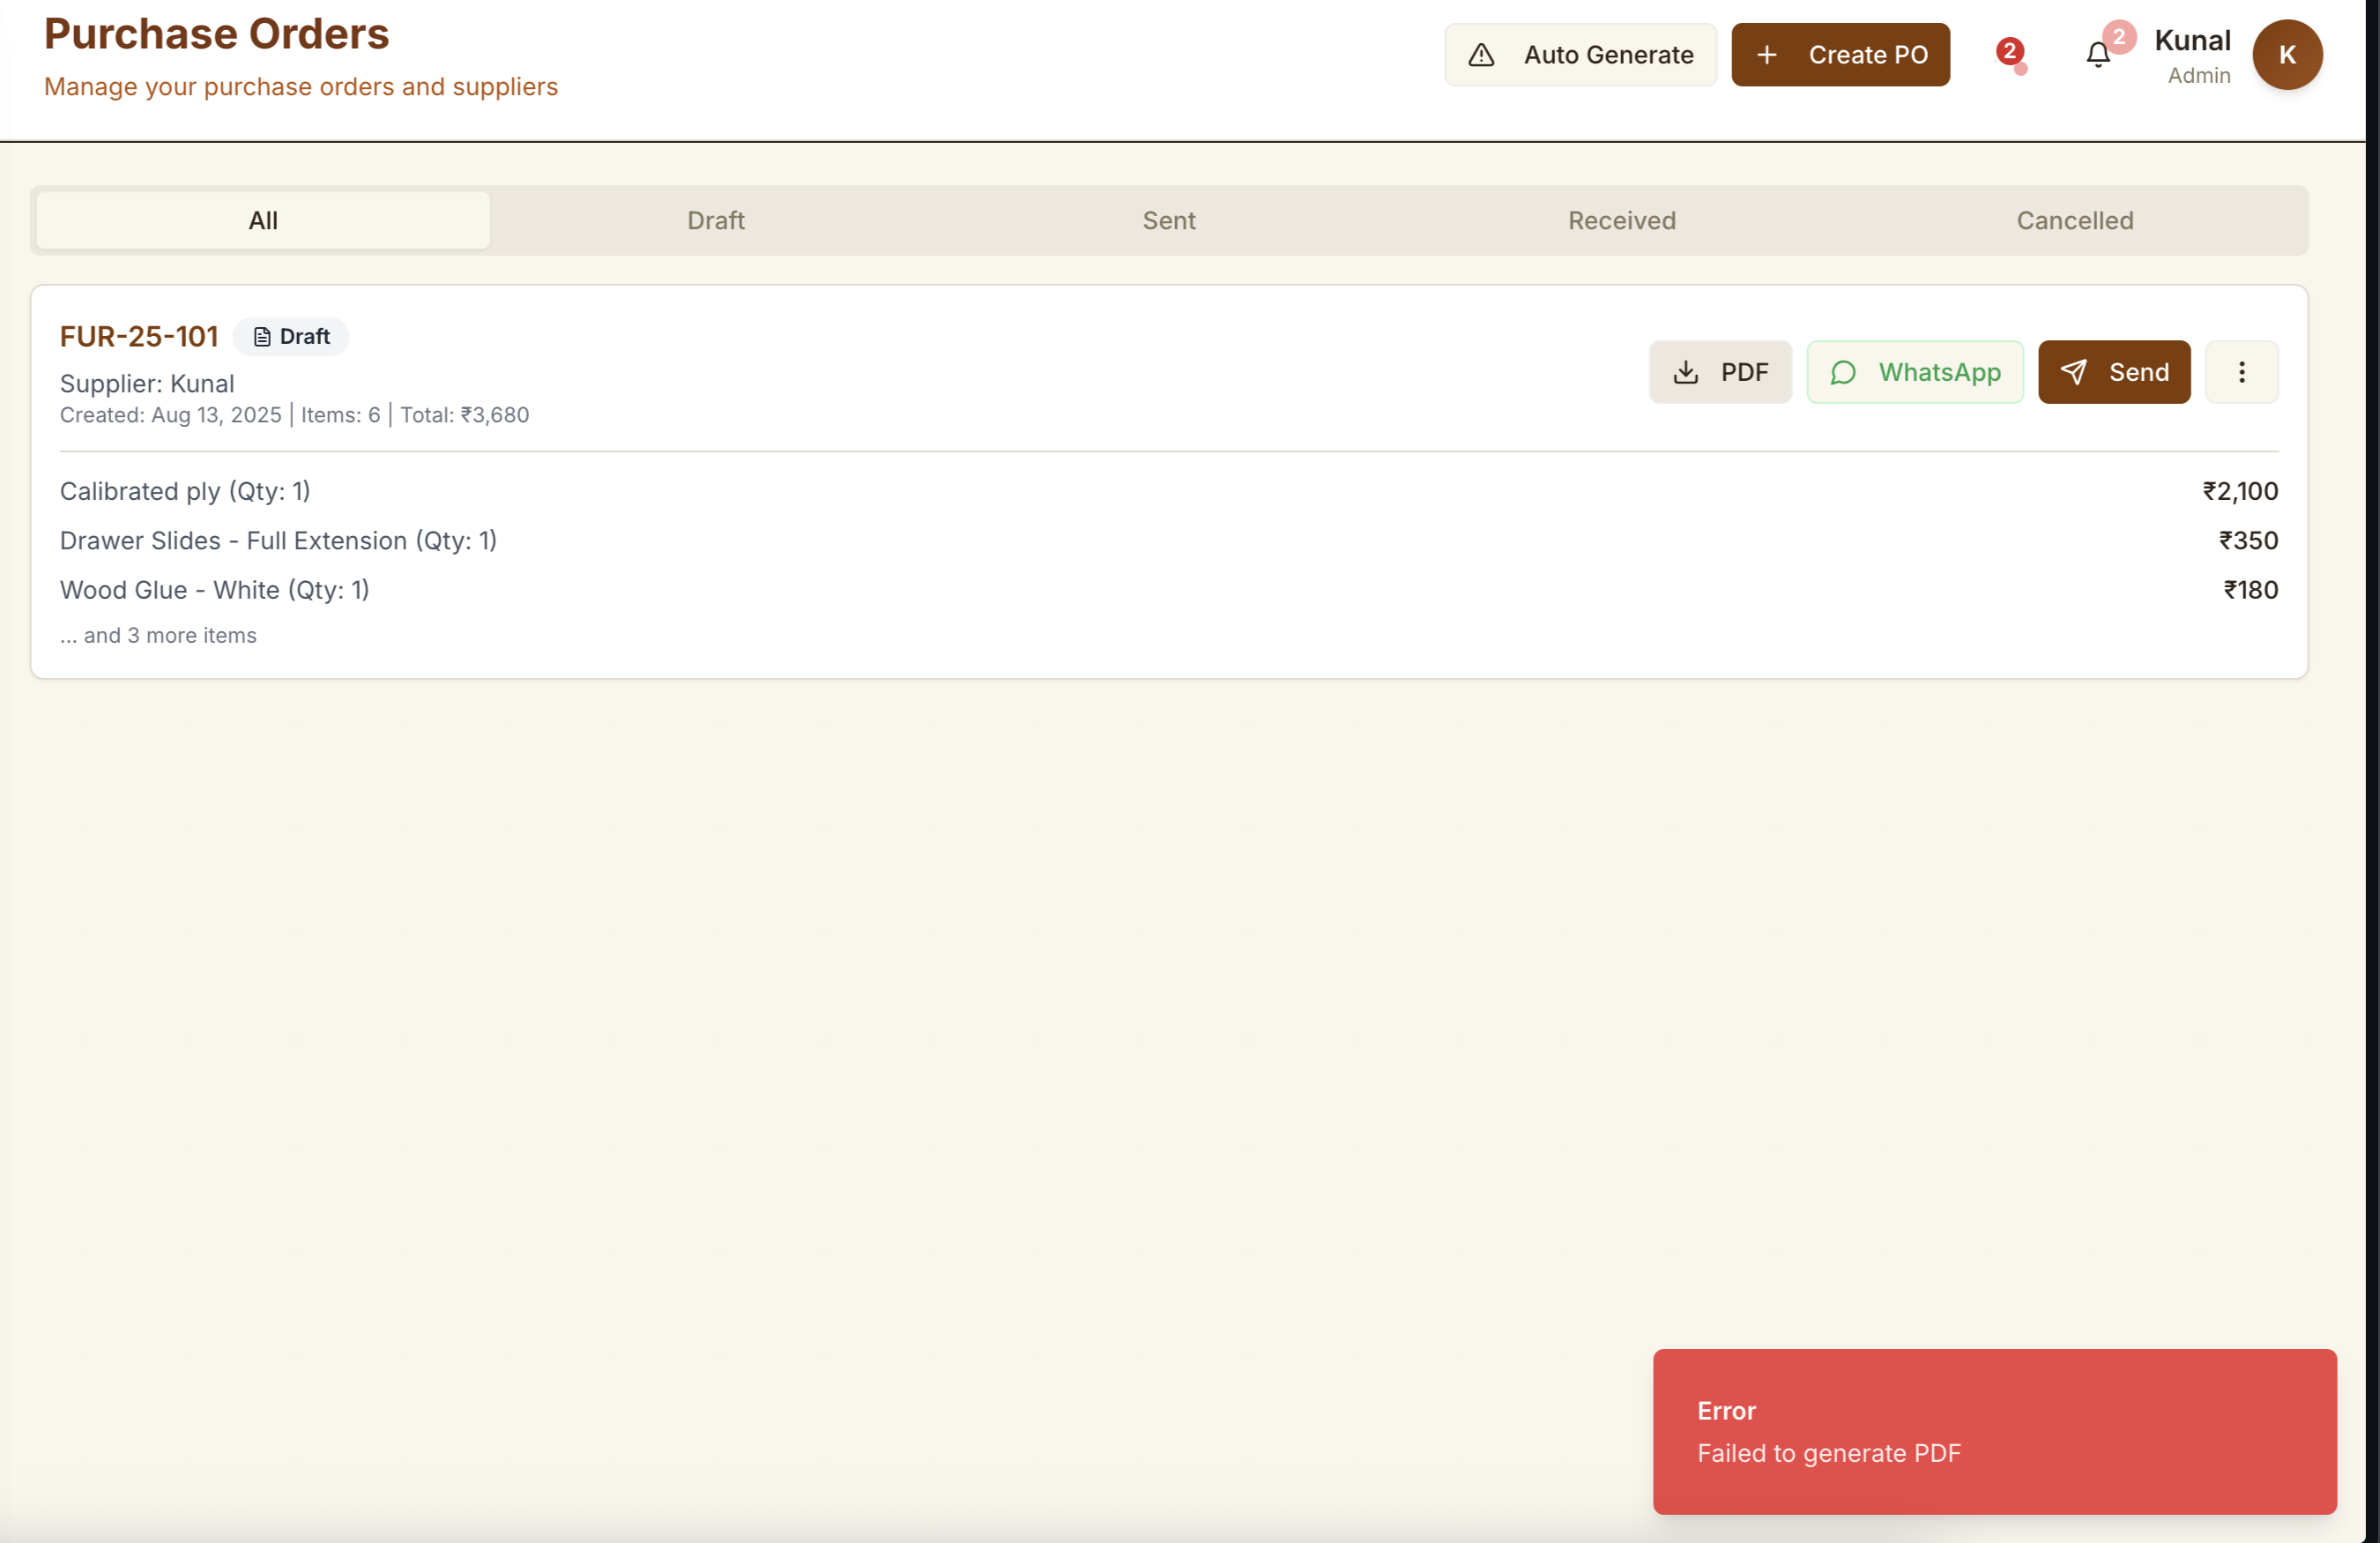 Purchase Orders
Manage your purchase orders and suppliers
Auto Generate
Create PO
2
2
Kunal
Admin
K
All
Draft
Sent
Received
Cancelled
FUR-25-101
Draft
Supplier: Kunal
Created: Aug 13, 2025 | Items: 6 | Total: ₹3,680
PDF
WhatsApp
Send
Calibrated ply (Qty: 1) ₹2,100
Drawer Slides - Full Extension (Qty: 1) ₹350
Wood Glue - White (Qty: 1) ₹180
... and 3 more items
Error
Failed to generate PDF